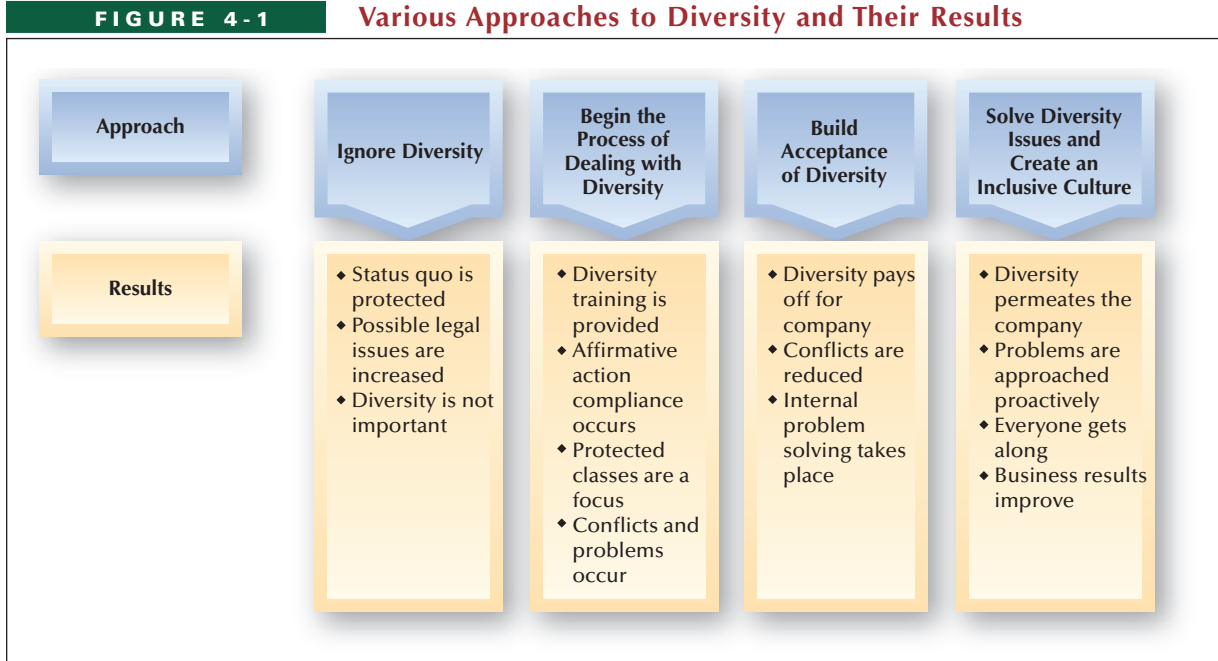 FIGURE 4-1
Various Approaches to Diversity and Their Results
Approach
Ignore Diversity
Begin the
Process of
Dealing with
Diversity
Build
Acceptance
of Diversity
Solve Diversity
Issues and
Create an
Inclusive Culture
Results
◆ Status quo is
protected
◆ Possible legal
issues are
increased
◆ Diversity is not
important
◆ Diversity
training is
provided
◆ Affirmative
action
compliance
occurs
◆ Protected
classes are a
focus
◆ Conflicts and
problems
occur
◆ Diversity pays
off for
company
◆ Conflicts are
reduced
◆ Internal
problem
solving takes
place
◆ Diversity
permeates the
company
◆ Problems are
approached
proactively
◆ Everyone gets
along
◆ Business results
improve